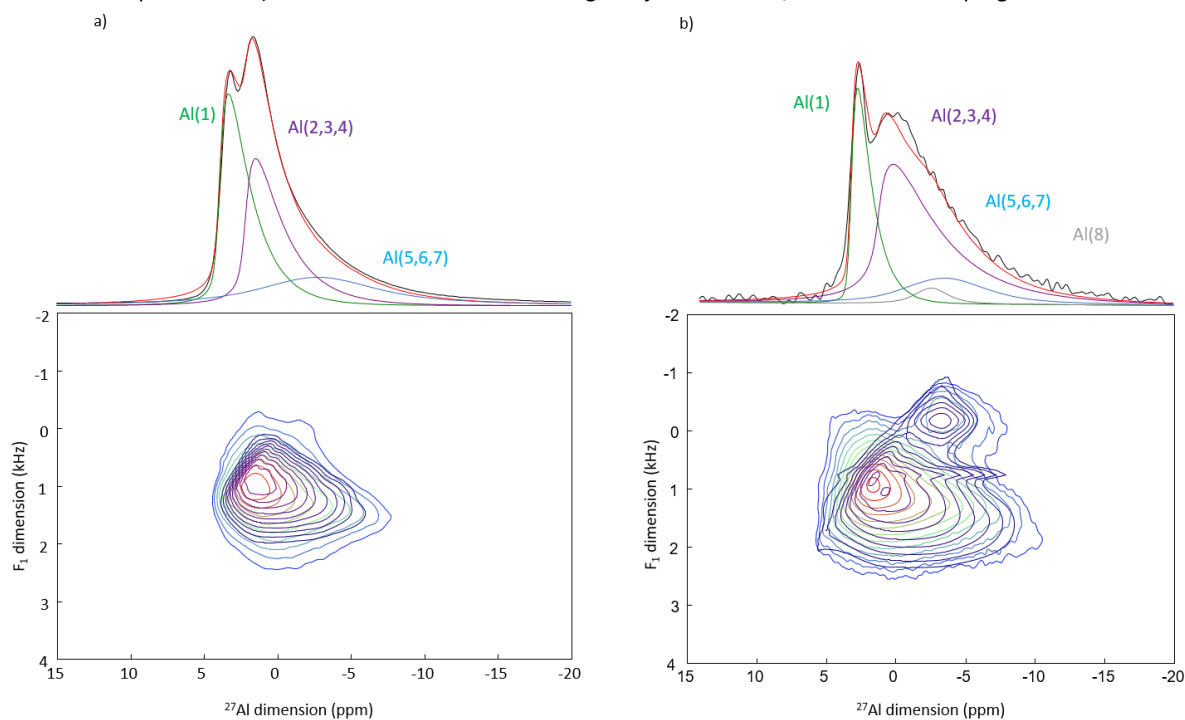 a)
Al(1)
Al(2,3,4)
Al(5,6,7)
-2
-1
0
1
2
3
4
F1 dimension (kHz)
15 10 5 0 -5 -10 -15 -20
27Al dimension (ppm)
b)
Al(1)
Al(2,3,4)
Al(5,6,7)
Al(8)
-2
-1
0
1
2
3
4
F1 dimension (kHz)
15 10 5 0 -5 -10 -15 -20
27Al dimension (ppm)